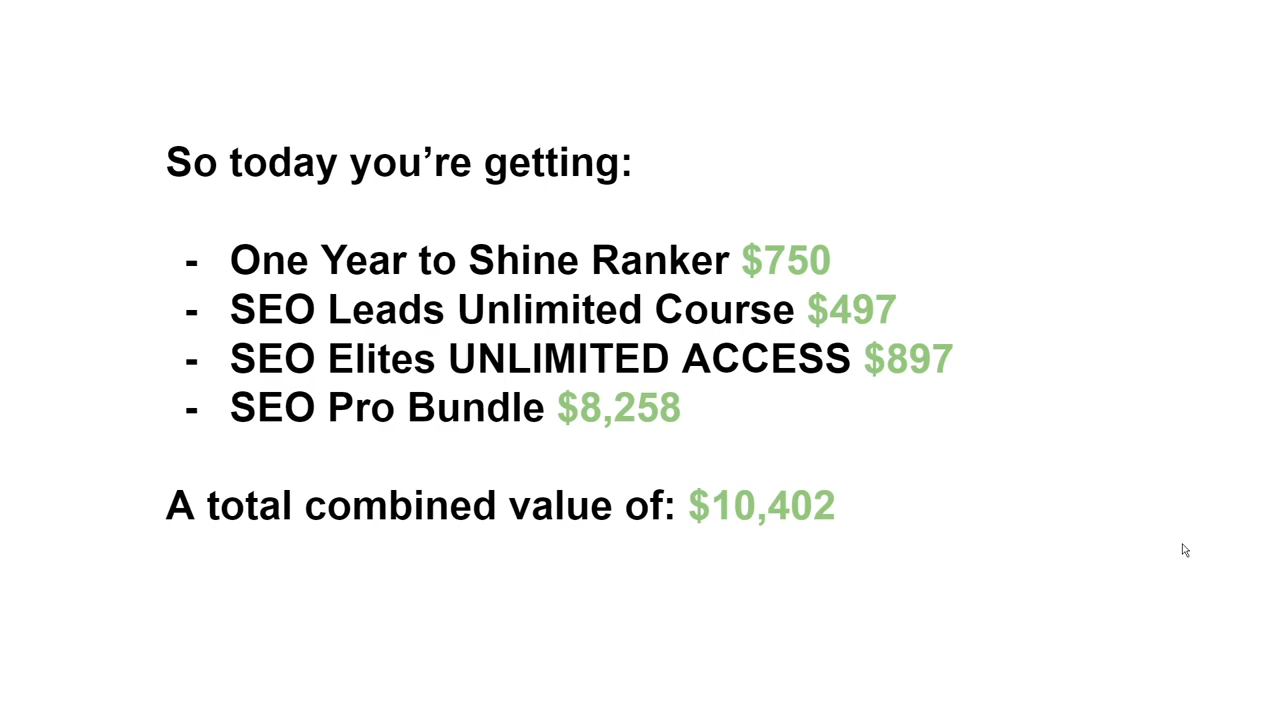 So today you’re getting:
- One Year to Shine Ranker $750
- SEO Leads Unlimited Course $497
- SEO Elites UNLIMITED ACCESS $897
- SEO Pro Bundle $8,258
A total combined value of: $10,402